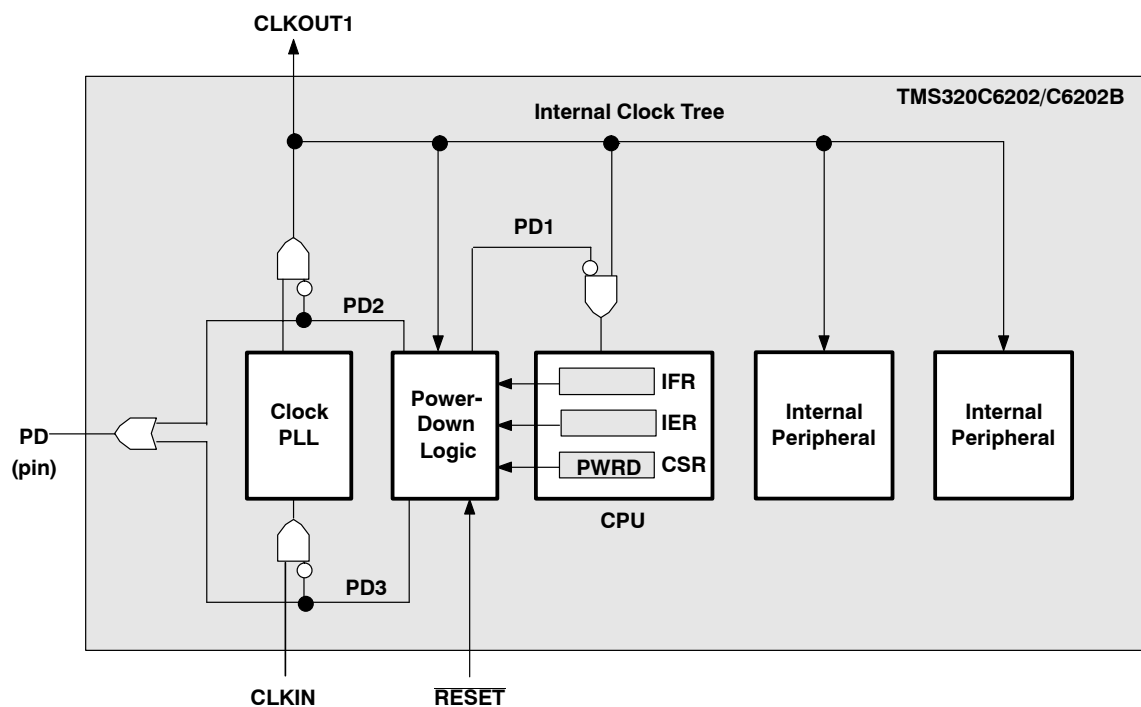 CLKOUT1
TMS320C6202/C6202B
Internal Clock Tree
PD1
PD2
Clock
PLL
Power-
Down
Logic
IFR
IER
PWRD
CSR
CPU
Internal
Peripheral
Internal
Peripheral
PD
(pin)
PD3
CLKIN
RESET